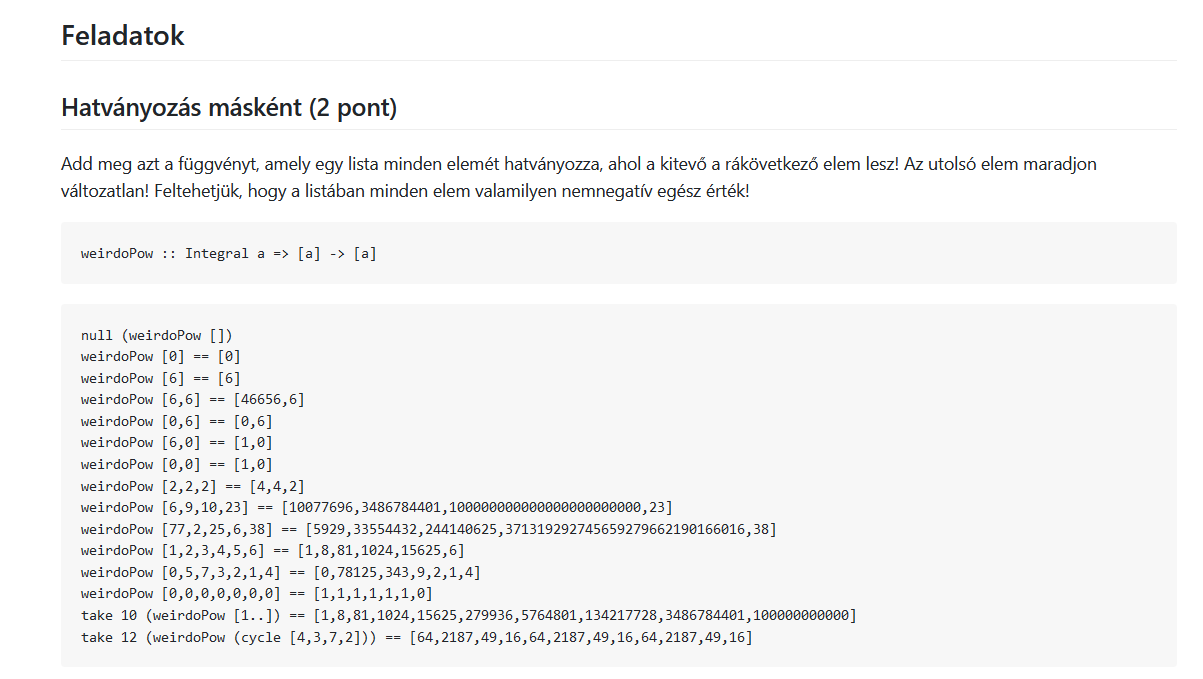 Feladatok
Hatványozás másként (2 pont)
Add meg azt a függvényt, amely egy lista minden elemét hatványozza, ahol a kitevő a rákövetkező elem lesz! Az utolsó elem maradjon
változatlan! Feltehetjük, hogy a listában minden elem valamilyen nemnegatív egész érték!
weirdoPow :: Integral a => [a] -> [a]
null (weirdoPow [])
weirdoPow [0] == [0]
weirdoPow [6] == [6]
weirdoPow [6,6] == [46656,6]
weirdoPow [0,6] == [0,6]
weirdoPow [6,0] == [1,0]
weirdoPow [0,0] == [1,0]
weirdoPow [2,2,2] == [4,4,2]
weirdoPow [6,9,10,23] == [10077696,3486784401,100000000000000000000000,23]
weirdoPow [77,2,25,6,38] == [5929,33554432,244140625,371319292745659279662190166016,38]
weirdoPow [1,2,3,4,5,6] == [1,8,81,1024,15625,6]
weirdoPow [0,5,7,3,2,1,4] == [0,78125,343,9,2,1,4]
weirdoPow [0,0,0,0,0,0,0] == [1,1,1,1,1,1,0]
take 10 (weirdoPow [1..]) == [1,8,81,1024,15625,279936,5764801,134217728,3486784401,100000000000]
take 12 (weirdoPow (cycle [4,3,7,2])) == [64,2187,49,16,64,2187,49,16,64,2187,49,16]